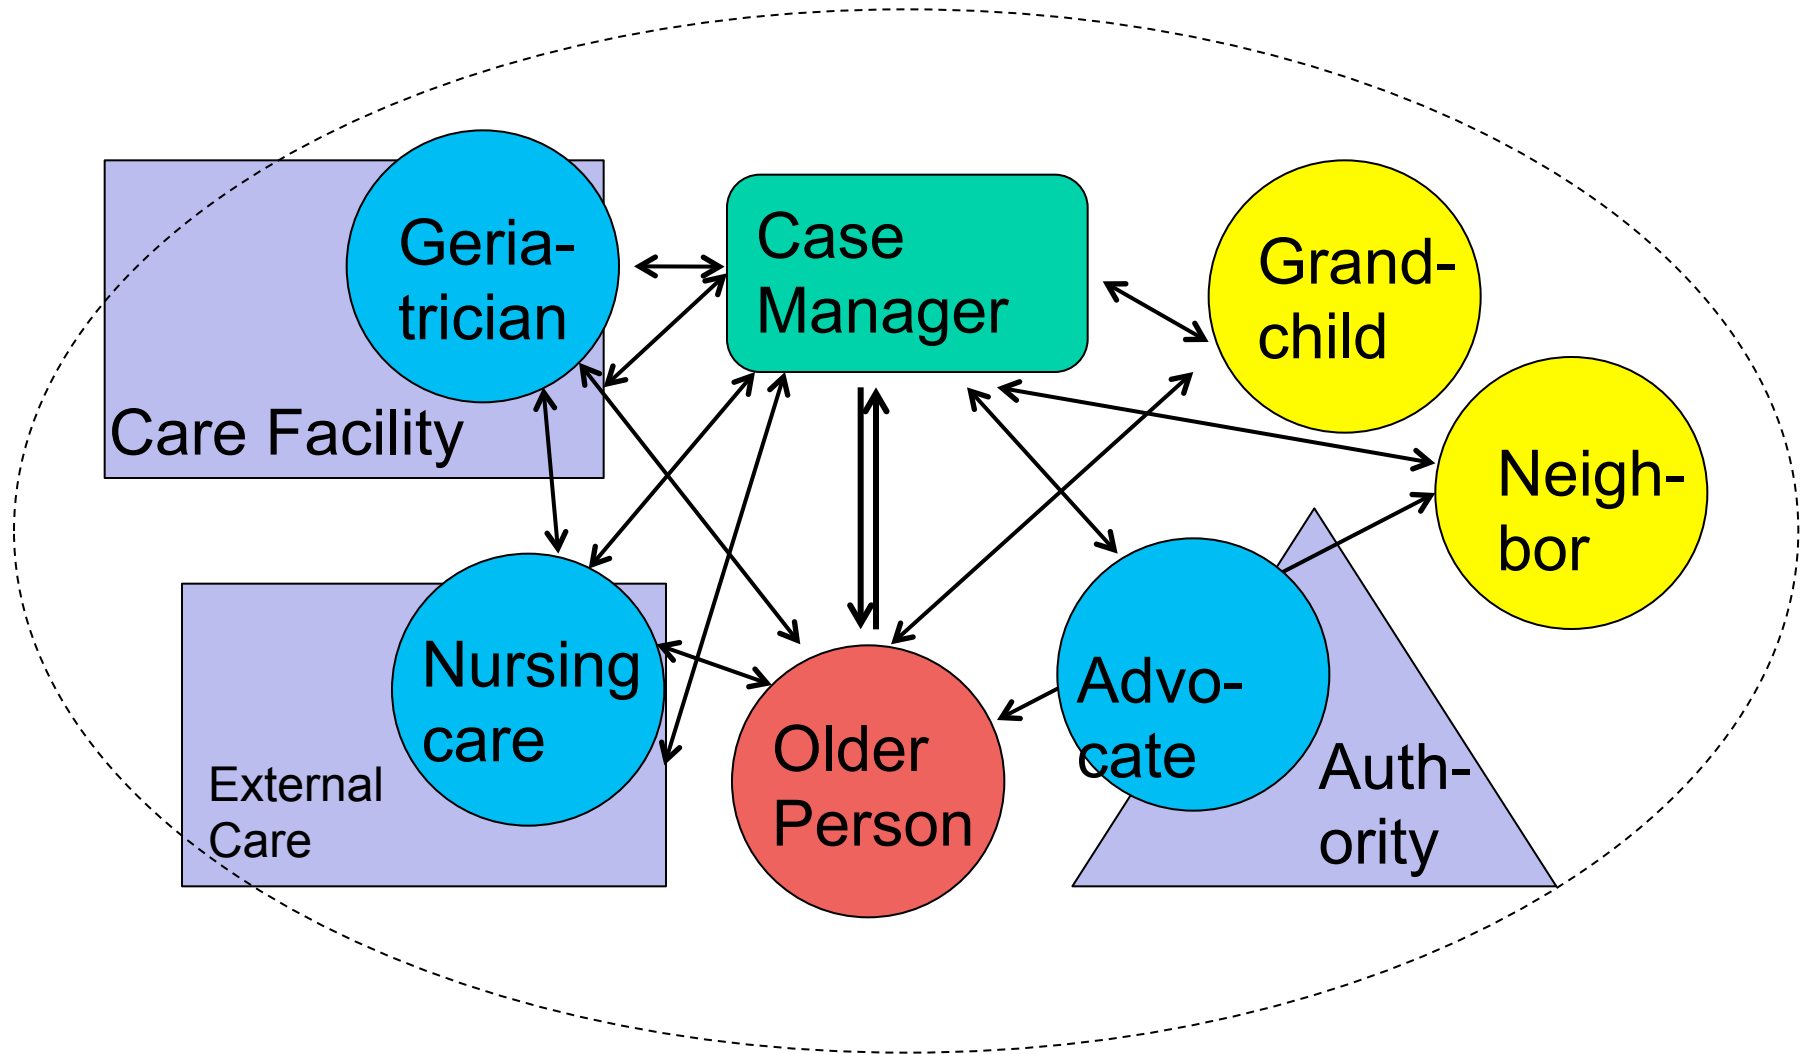 Geria-
trician
Care Facility
Case
Manager
Grand-
child
Neigh-
bor
Nursing
care
External
Care
Older
Person
Advo-
cate
Auth-
ority